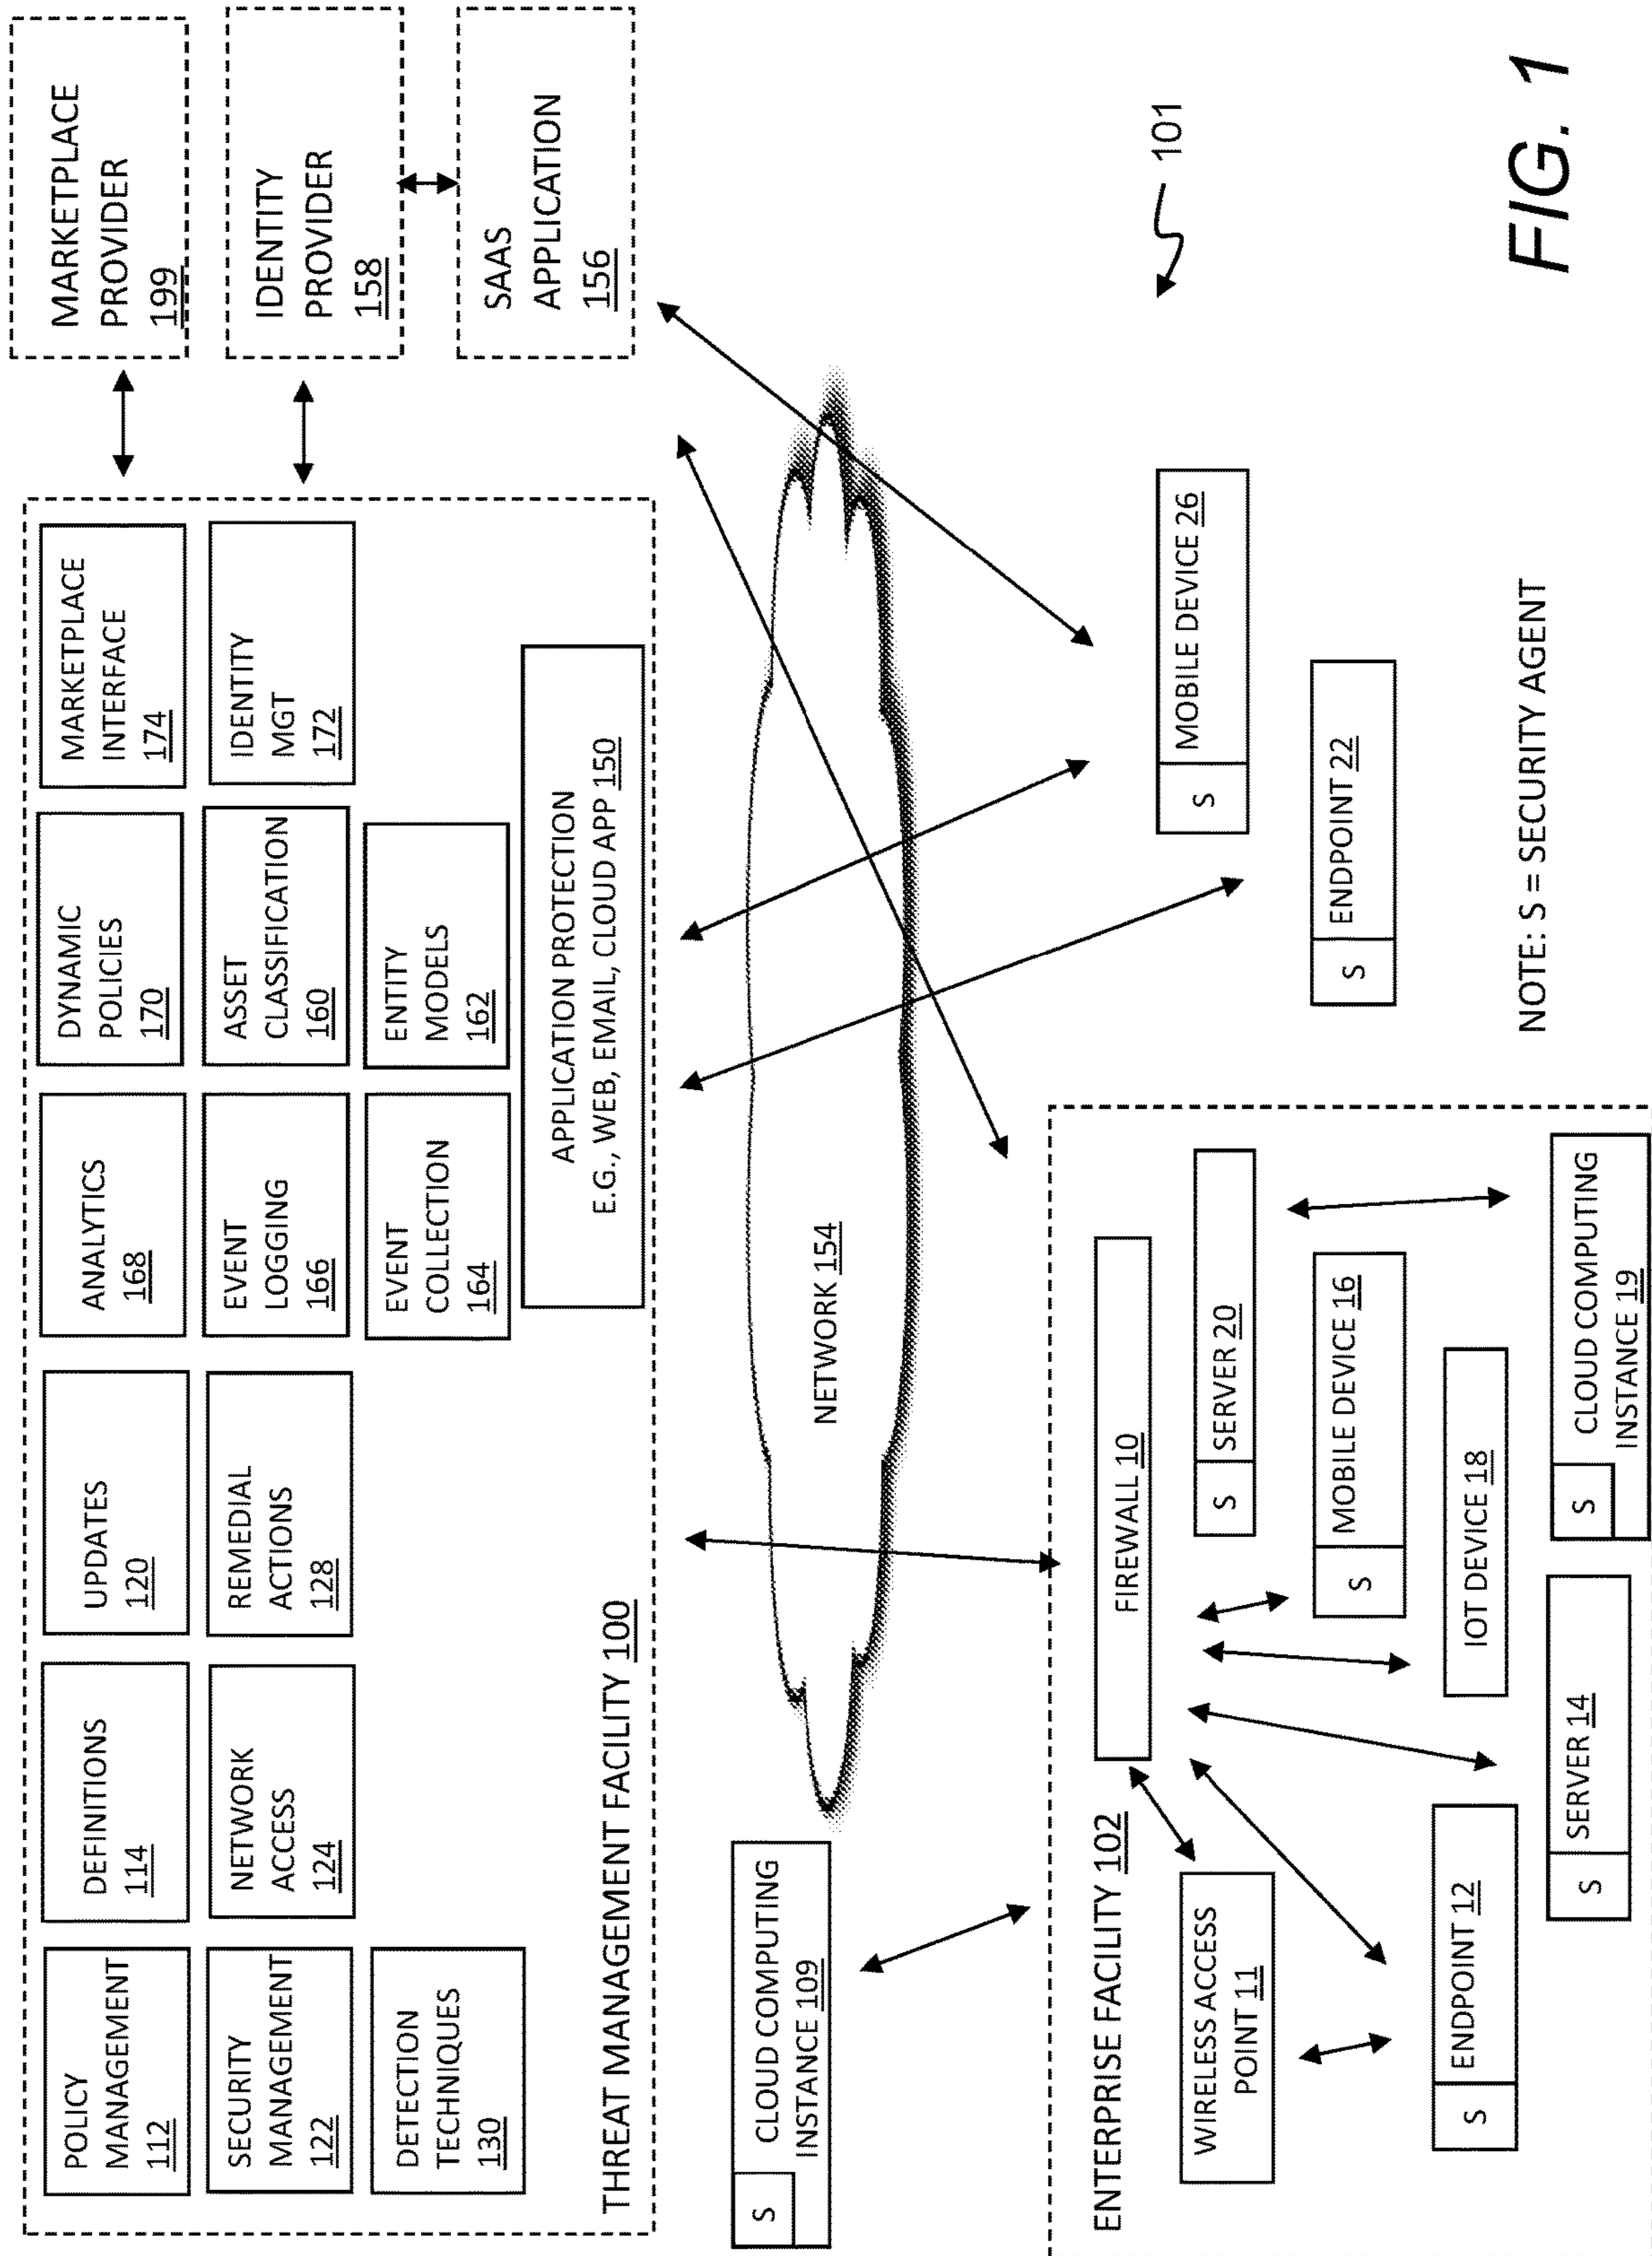 POLICY
MANAGEMENT
112
DEFINITIONS
114
UPDATES
120
ANALYTICS
168
DYNAMIC
POLICIES
170
MARKETPLACE
INTERFACE
174
MARKETPLACE
PROVIDER
199
SECURITY
MANAGEMENT
122
NETWORK
ACCESS
124
REMEDIAL
ACTIONS
128
EVENT
LOGGING
166
ASSET
CLASSIFICATION
160
IDENTITY
MGT
172
IDENTITY
PROVIDER
158
DETECTION
TECHNIQUES
130
EVENT
COLLECTION
164
ENTITY
MODELS
162
SAAS
APPLICATION
156
APPLICATION PROTECTION
E.G., WEB, EMAIL, CLOUD APP 150
THREAT MANAGEMENT FACILITY 100
S
CLOUD COMPUTING
INSTANCE 109
NETWORK 154
101
ENTERPRISE FACILITY 102
FIREWALL 10
WIRELESS ACCESS
POINT 11
S
SERVER 20
S
MOBILE DEVICE 16
S
ENDPOINT 12
IOT DEVICE 18
S
SERVER 14
S
CLOUD COMPUTING
INSTANCE 19
S
MOBILE DEVICE 26
S
ENDPOINT 22
NOTE: S = SECURITY AGENT
FIG. 1